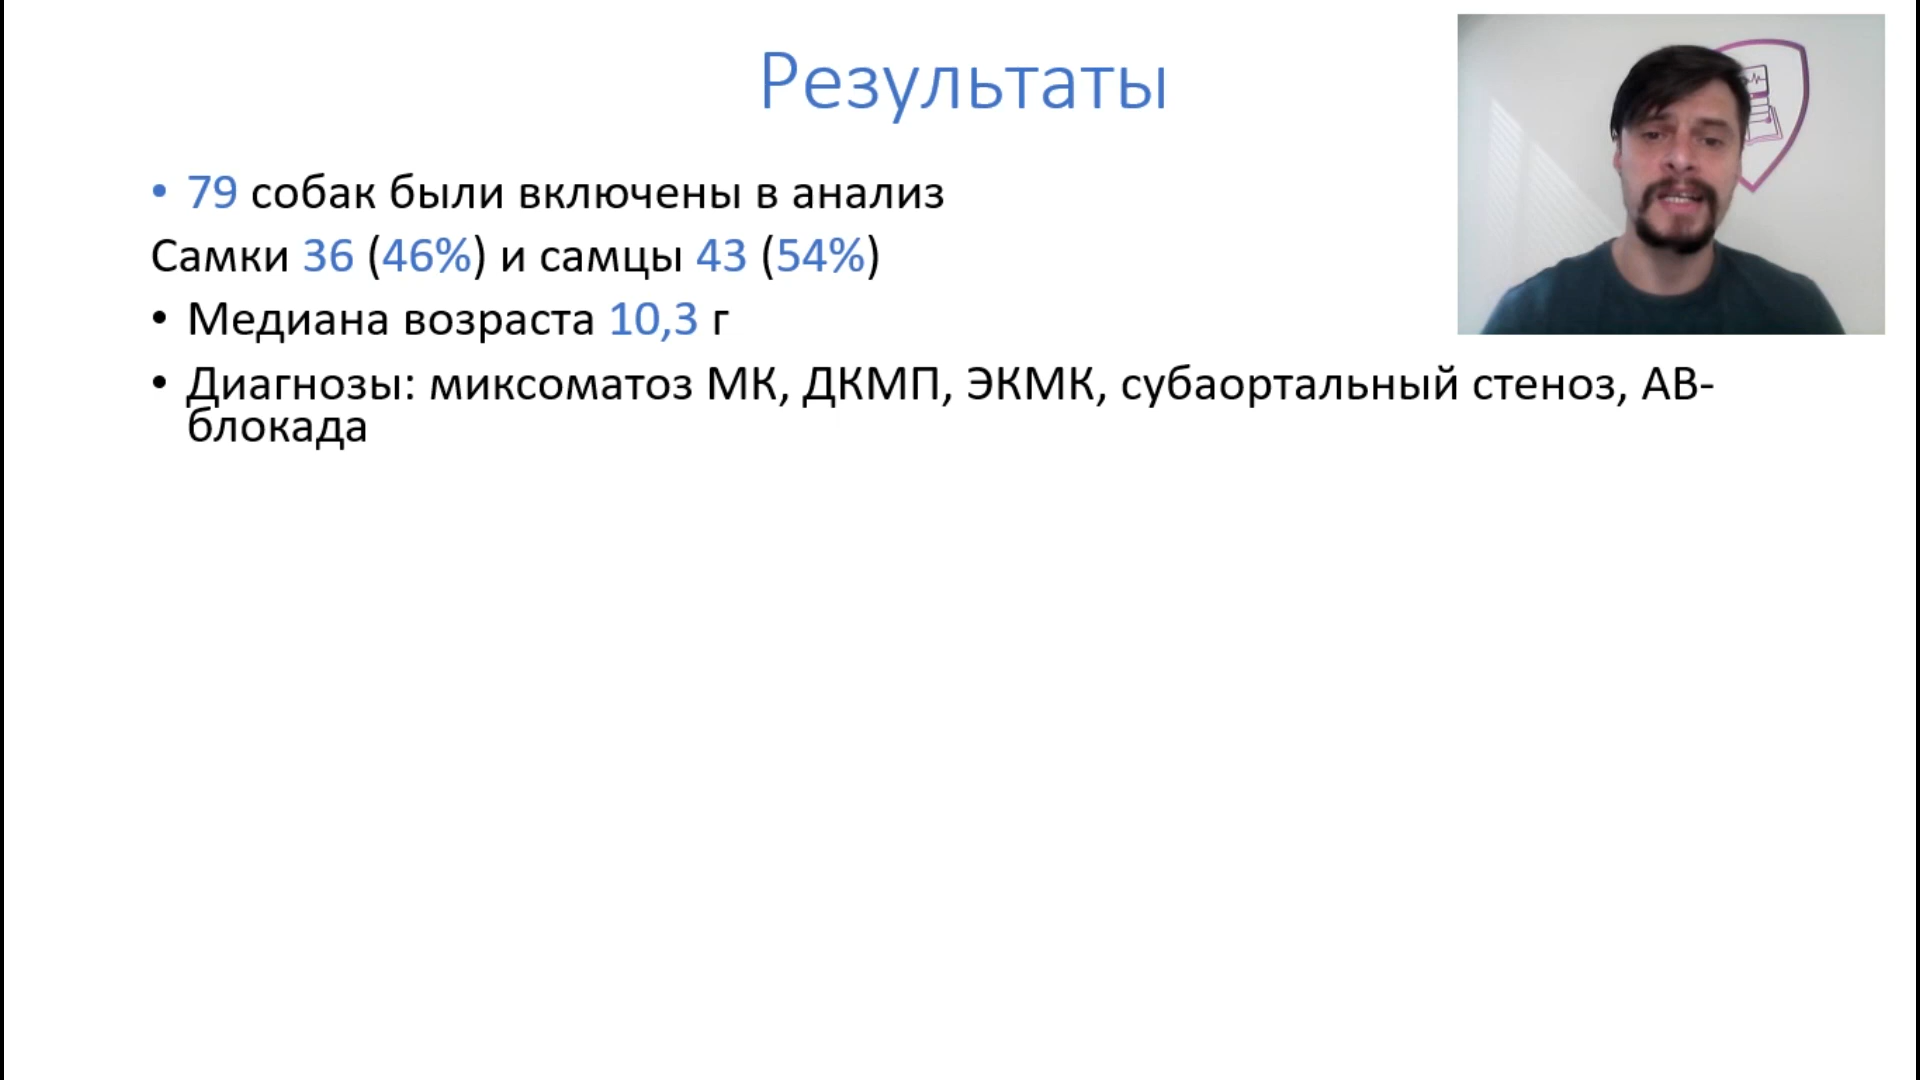 Результаты
• 79 собак были включены в анализ
Самки 36 (46%) и самцы 43 (54%)
• Медиана возраста 10,3 г
• Диагнозы: миксоматоз МК, ДКМП, ЭКМК, субаортальный стеноз, АВ-
блокада